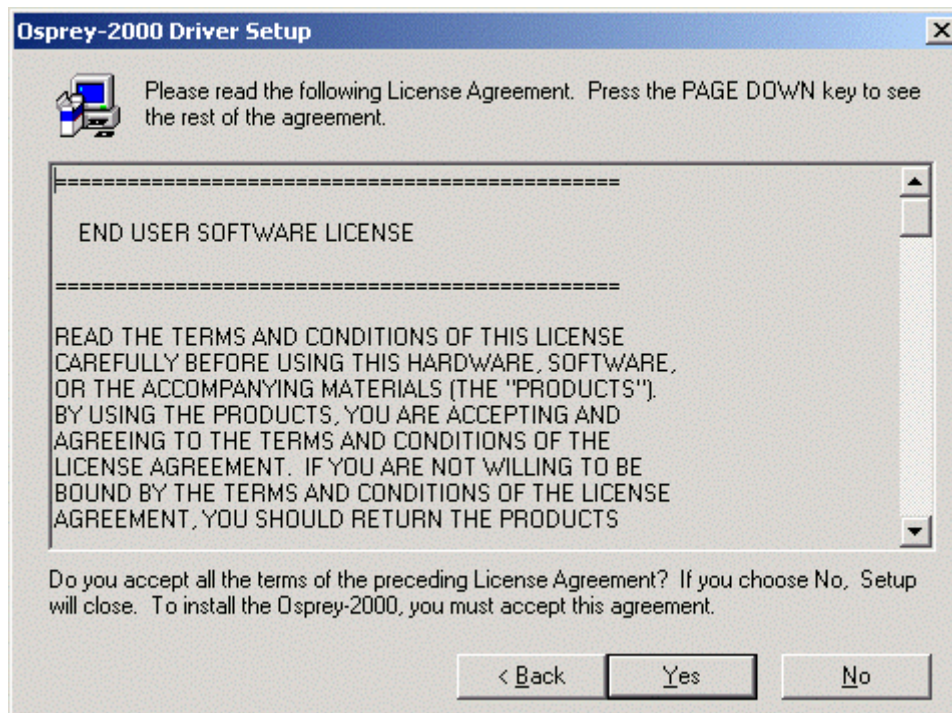 Osprey-2000 Driver Setup
Please read the following License Agreement.  Press the PAGE DOWN key to see
the rest of the agreement.
===============================================
END USER SOFTWARE LICENSE
===============================================
READ THE TERMS AND CONDITIONS OF THIS LICENSE
CAREFULLY BEFORE USING THIS HARDWARE, SOFTWARE,
OR THE ACCOMPANYING MATERIALS (THE "PRODUCTS").
BY USING THE PRODUCTS, YOU ARE ACCEPTING AND
AGREEING TO THE TERMS AND CONDITIONS OF THE
LICENSE AGREEMENT.  IF YOU ARE NOT WILLING TO BE
BOUND BY THE TERMS AND CONDITIONS OF THE LICENSE
AGREEMENT, YOU SHOULD RETURN THE PRODUCTS
Do you accept all the terms of the preceding License Agreement?  If you choose No,  Setup
will close.  To install the Osprey-2000, you must accept this agreement.
< Back
Yes
No